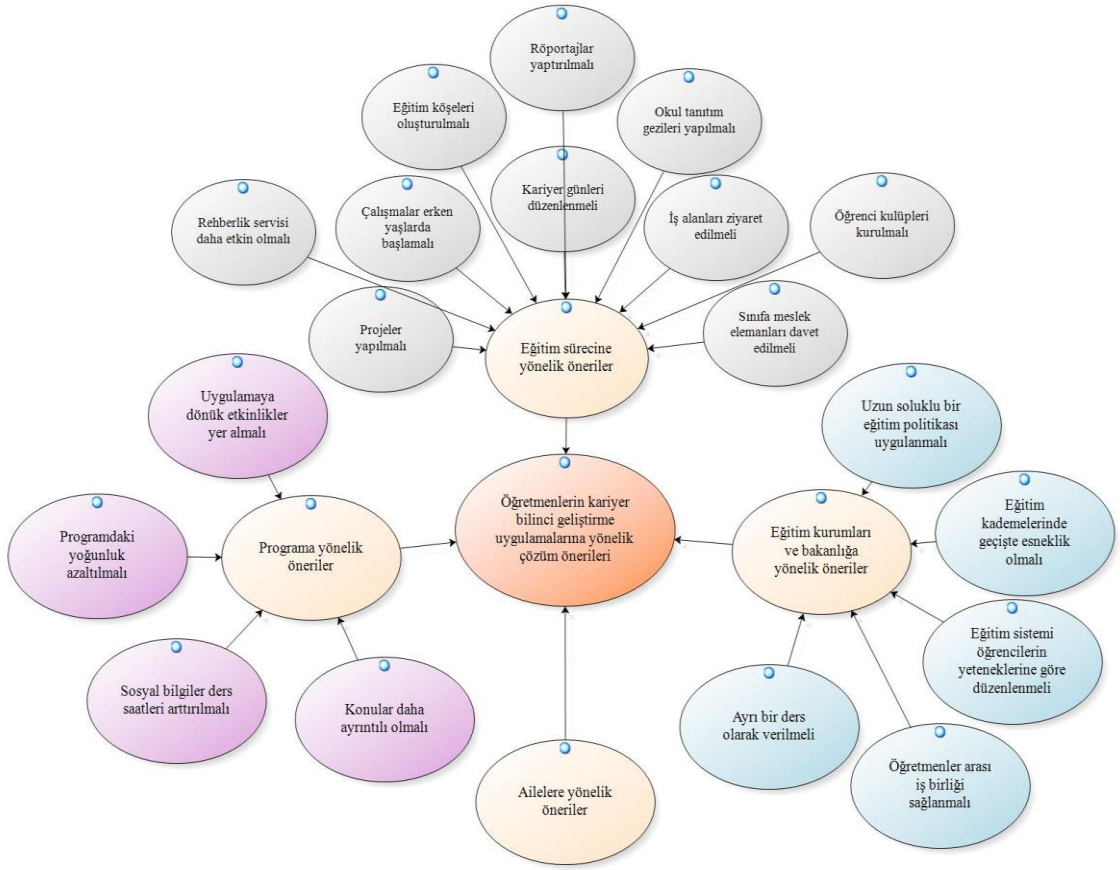 Röportajlar
yaptırılmalı
Eğitim köşeleri
oluşturulmalı
Okul tanıtım
gezileri yapılmalı
Kariyer günleri
düzenlenmeli
Rehberlik servisi
daha etkin olmalı
Çalışmalar erken
yaşlarda
başlamalı
İş alanları ziyaret
edilmeli
Öğrenci kulüpleri
kurulmalı
Projeler
yapılmalı
Eğitim sürecine
yönelik öneriler
Sınıfa meslek
elemanları davet
edilmeli
Uygulamaya
dönük etkinlikler
yer almalı
Uzun soluklu bir
eğitim politikası
uygulanmalı
Programdaki
yoğunluk
azaltılmalı
Programa yönelik
öneriler
Öğretmenlerin kariyer
bilinci geliştirme
uygulamalarına yönelik
çözüm önerileri
Eğitim kurumları
ve bakanlığa
yönelik öneriler
Eğitim
kademelerinde
geçişte esneklik
olmalı
Sosyal bilgiler ders
saatleri arttırılmalı
Konular daha
ayrıntılı olmalı
Ayrı bir ders
olarak verilmeli
Eğitim sistemi
öğrencilerin
yeteneklerine göre
düzenlenmeli
Ailelere yönelik
öneriler
Öğretmenler arası
iş birliği
sağlanmalı